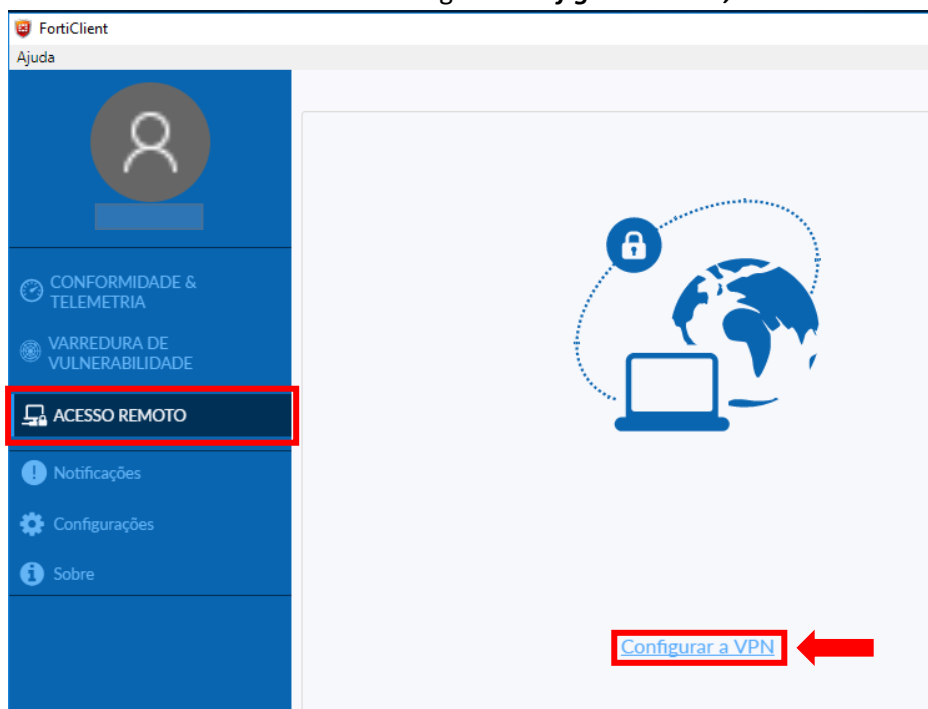 FortiClient
Ajuda
CONFORMIDADE &
TELEMETRIA
VARREDURA DE
VULNERABILIDADE
ACESSO REMOTO
Notificações
Configurações
Sobre
Configurar a VPN